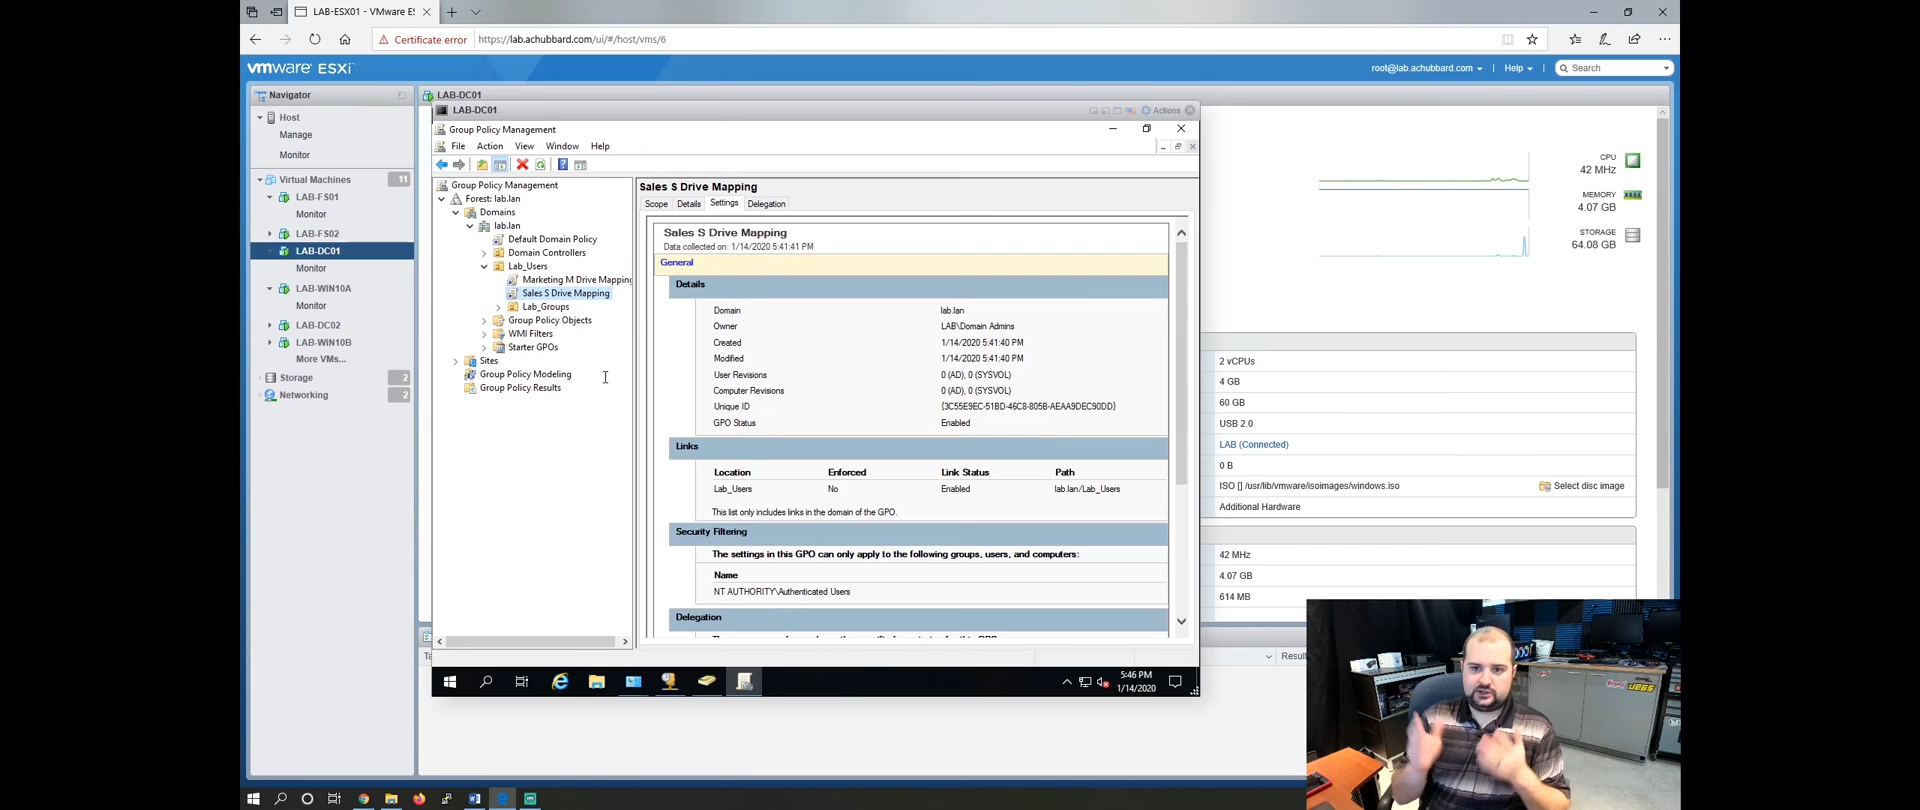 LAB-ESX01 - VMware ES
Certificate error
https://lab.achubbard.com/ui/#/host/vms/6
vmware ESXi
root@lab.achubbard.com
Help
Search
Navigator
Host
Manage
Monitor
Virtual Machines 11
LAB-FS01
Monitor
LAB-FS02
LAB-DC01
Monitor
LAB-WIN10A
Monitor
LAB-DC02
LAB-WIN10B
More VMs...
Storage 2
Networking 2
LAB-DC01
LAB-DC01
Actions
Group Policy Management
File Action View Window Help
Group Policy Management
Forest: lab.lan
Domains
lab.lan
Default Domain Policy
Domain Controllers
Lab_Users
Marketing M Drive Mapping
Sales S Drive Mapping
Lab_Groups
Group Policy Objects
WMI Filters
Starter GPOs
Sites
Group Policy Modeling
Group Policy Results
Sales S Drive Mapping
Scope Details Settings Delegation
Sales S Drive Mapping
Data collected on: 1/14/2020 5:41:41 PM
General
Details
Domain lab.lan
Owner LAB\Domain Admins
Created 1/14/2020 5:41:40 PM
Modified 1/14/2020 5:41:40 PM
User Revisions 0 (AD), 0 (SYSVOL)
Computer Revisions 0 (AD), 0 (SYSVOL)
Unique ID {3C55E9EC-51BD-46C8-805B-AEAA9DEC90DD}
GPO Status Enabled
Links
Location Enforced Link Status Path
Lab_Users No Enabled lab.lan/Lab_Users
This list only includes links in the domain of the GPO.
Security Filtering
The settings in this GPO can only apply to the following groups, users, and computers:
Name
NT AUTHORITY\Authenticated Users
Delegation
5:46 PM
1/14/2020
CPU
42 MHz
MEMORY
4.07 GB
STORAGE
64.08 GB
2 vCPUs
4 GB
60 GB
USB 2.0
LAB (Connected)
0 B
ISO [] /usr/lib/vmware/isoimages/windows.iso
Select disc image
Additional Hardware
42 MHz
4.07 GB
614 MB
Ta
Result
JEGS